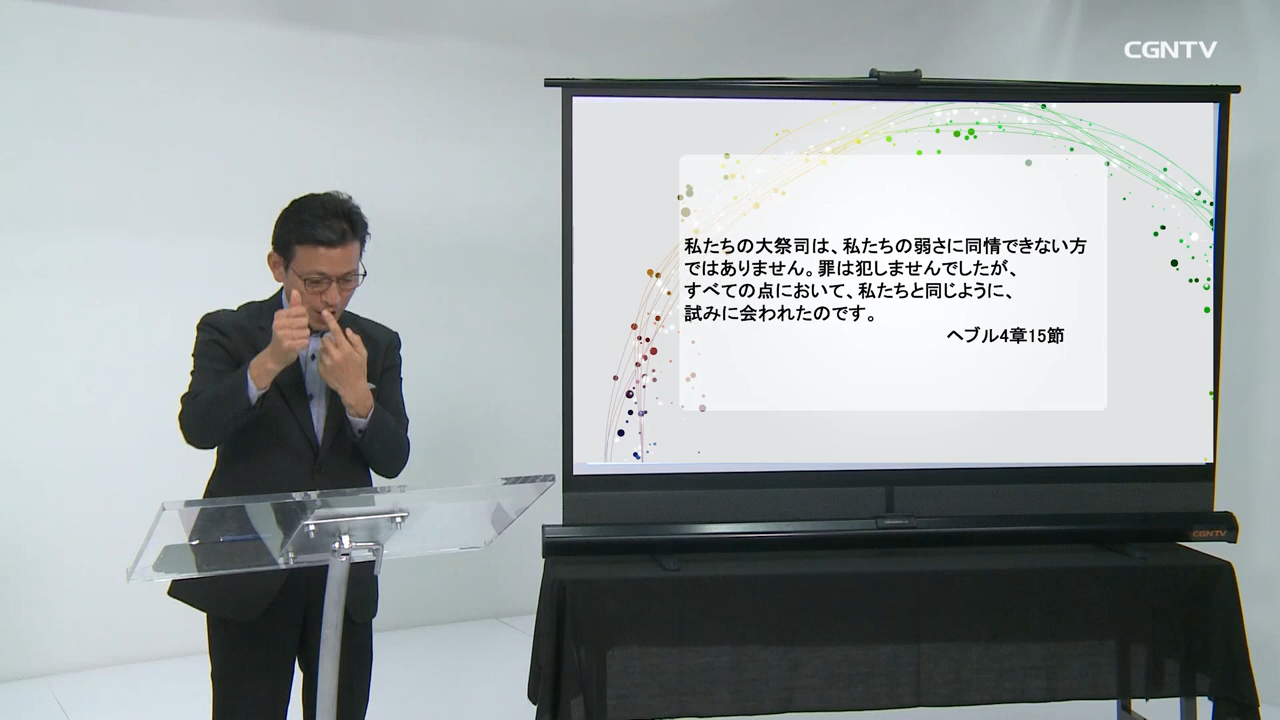 CGNTV
私たちの大祭司は、私たちの弱さに同情できない方
ではありません。罪は犯しませんでしたが、
すべての点において、私たちと同じように、
試みに会われたのです。
ヘブル4章15節
CGNTV